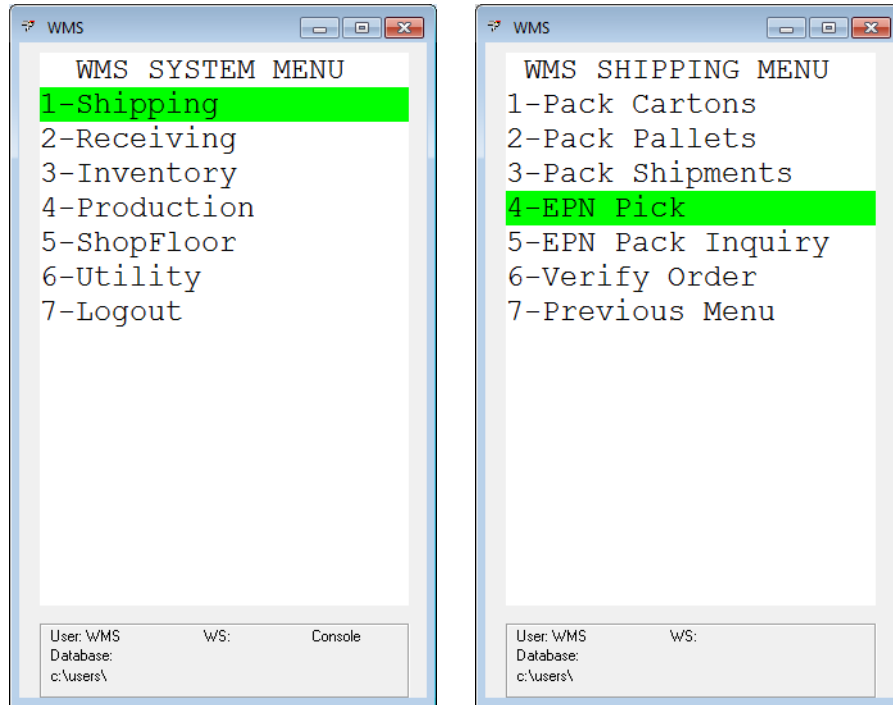 WMS
WMS SYSTEM MENU
1-Shipping
2-Receiving
3-Inventory
4-Production
5-ShopFloor
6-Utility
7-Logout
User: WMS WS: Console
Database:
c:\users\
WMS
WMS SHIPPING MENU
1-Pack Cartons
2-Pack Pallets
3-Pack Shipments
4-EPN Pick
5-EPN Pack Inquiry
6-Verify Order
7-Previous Menu
User: WMS WS:
Database:
c:\users\